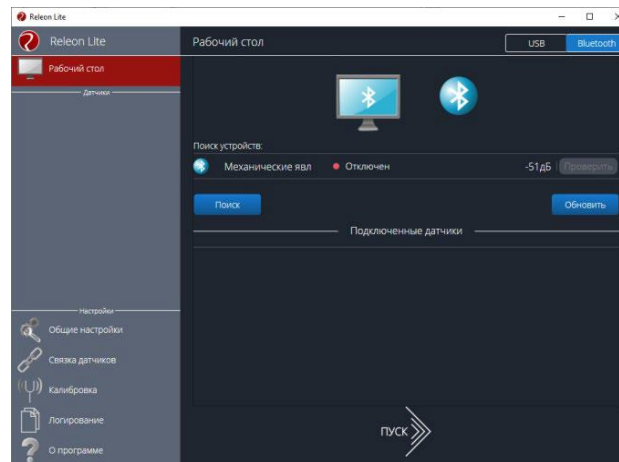 Releon Lite
Releon Lite
Рабочий стол
USB
Bluetooth
Рабочий стол
Датчики
Поиск устройств:
Механические явл
Отключен
-51дБ
Проверить
Поиск
Обновить
Подключенные датчики
Настройки
Общие настройки
Связка датчиков
Калибровка
Логирование
О программе
ПУСК